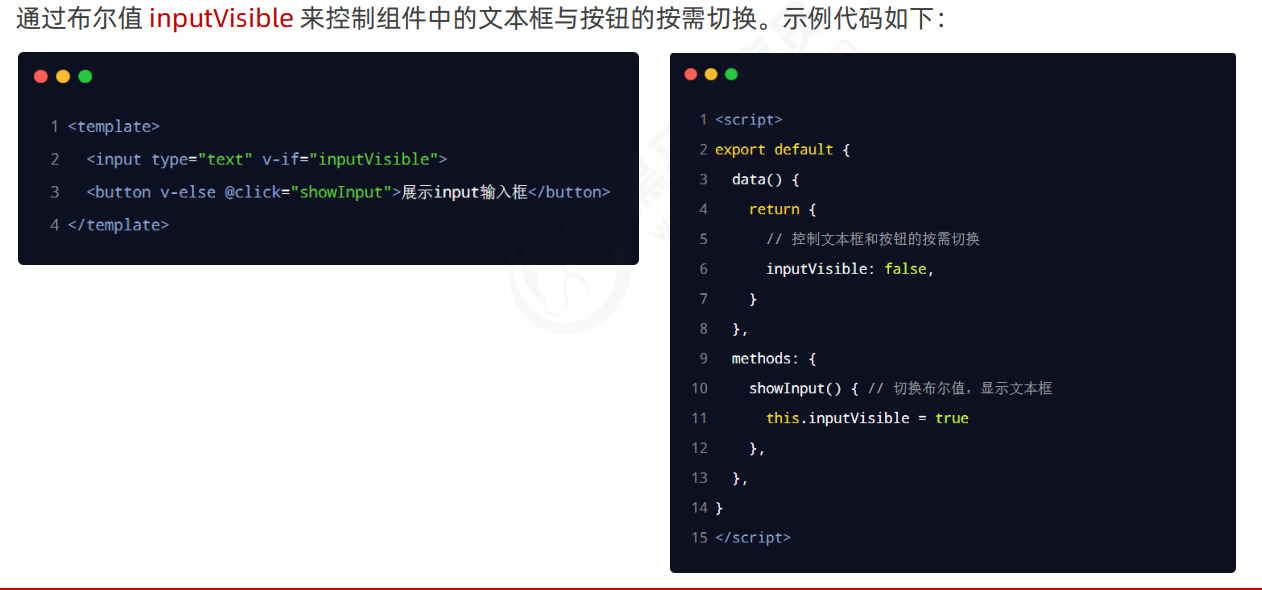 通过布尔值 inputVisible 来控制组件中的文本框与按钮的按需切换。示例代码如下：
1 <template>
2   <input type="text" v-if="inputVisible">
3   <button v-else @click="showInput">展示input输入框</button>
4 </template>
1 <script>
2 export default {
3   data() {
4     return {
5       // 控制文本框和按钮的按需切换
6       inputVisible: false,
7     }
8   },
9   methods: {
10     showInput() { // 切换布尔值，显示文本框
11       this.inputVisible = true
12     },
13   },
14 }
15 </script>